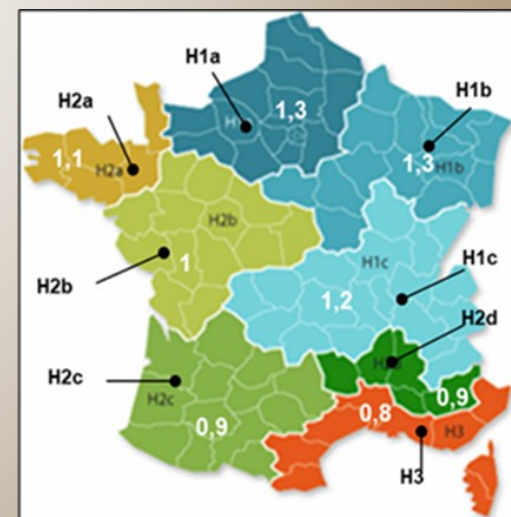 H1a
H2a
H1b
1,3
H1
1,1
H2a
1,3
H1b
H2b
H1c
1
H1c
H2b
1,2
H2d
H2c
H2c
0,9
0,9
0,8
H3
H3